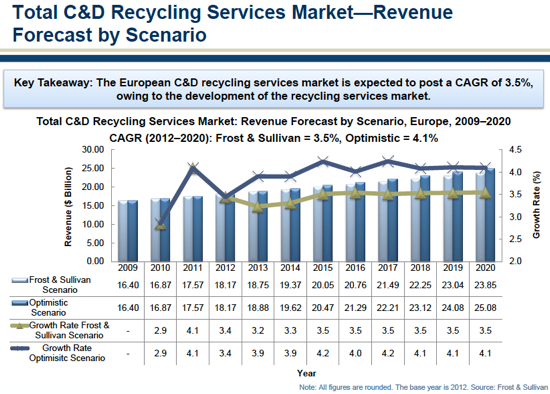 Total C&D Recycling Services Market—Revenue
Forecast by Scenario
Key Takeaway: The European C&D recycling services market is expected to post a CAGR of 3.5%,
owing to the development of the recycling services market.
Total C&D Recycling Services Market: Revenue Forecast by Scenario, Europe, 2009–2020
CAGR (2012–2020): Frost & Sullivan = 3.5%, Optimistic = 4.1%
Revenue ($ Billion)
30.00
25.00
20.00
15.00
10.00
5.00
0.00
4.5
4.0
3.5
3.0
2.5
2.0
Growth Rate (%)
2009 2010 2011 2012 2013 2014 2015 2016 2017 2018 2019 2020
Frost & Sullivan
Scenario
16.40 16.87 17.57 18.17 18.75 19.37 20.05 20.76 21.49 22.25 23.04 23.85
Optimistic
Scenario
16.40 16.87 17.57 18.17 18.88 19.62 20.47 21.29 22.21 23.12 24.08 25.08
Growth Rate Frost &
Sullivan Scenario
- 2.9 4.1 3.4 3.2 3.3 3.5 3.5 3.5 3.5 3.5 3.5
Growth Rate
Optimisitc Scenario
- 2.9 4.1 3.4 3.9 3.9 4.2 4.0 4.2 4.1 4.1 4.1
Year
Note: All figures are rounded. The base year is 2012. Source: Frost & Sullivan